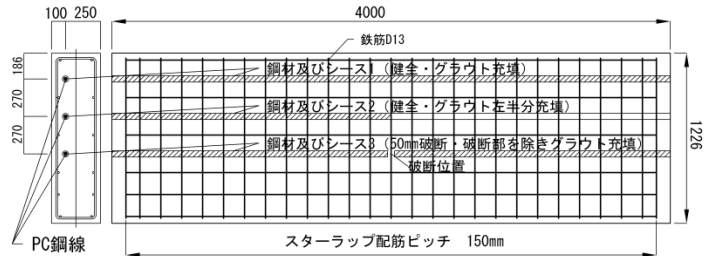 100 250
4000
鉄筋D13
186
鋼材及びシース1（健全・グラウト充填）
270
鋼材及びシース2（健全・グラウト左半分充填）
270
鋼材及びシース3（50mm破断・破断部を除きグラウト充填）
破断位置
1226
PC鋼線
スターラップ配筋ピッチ 150mm